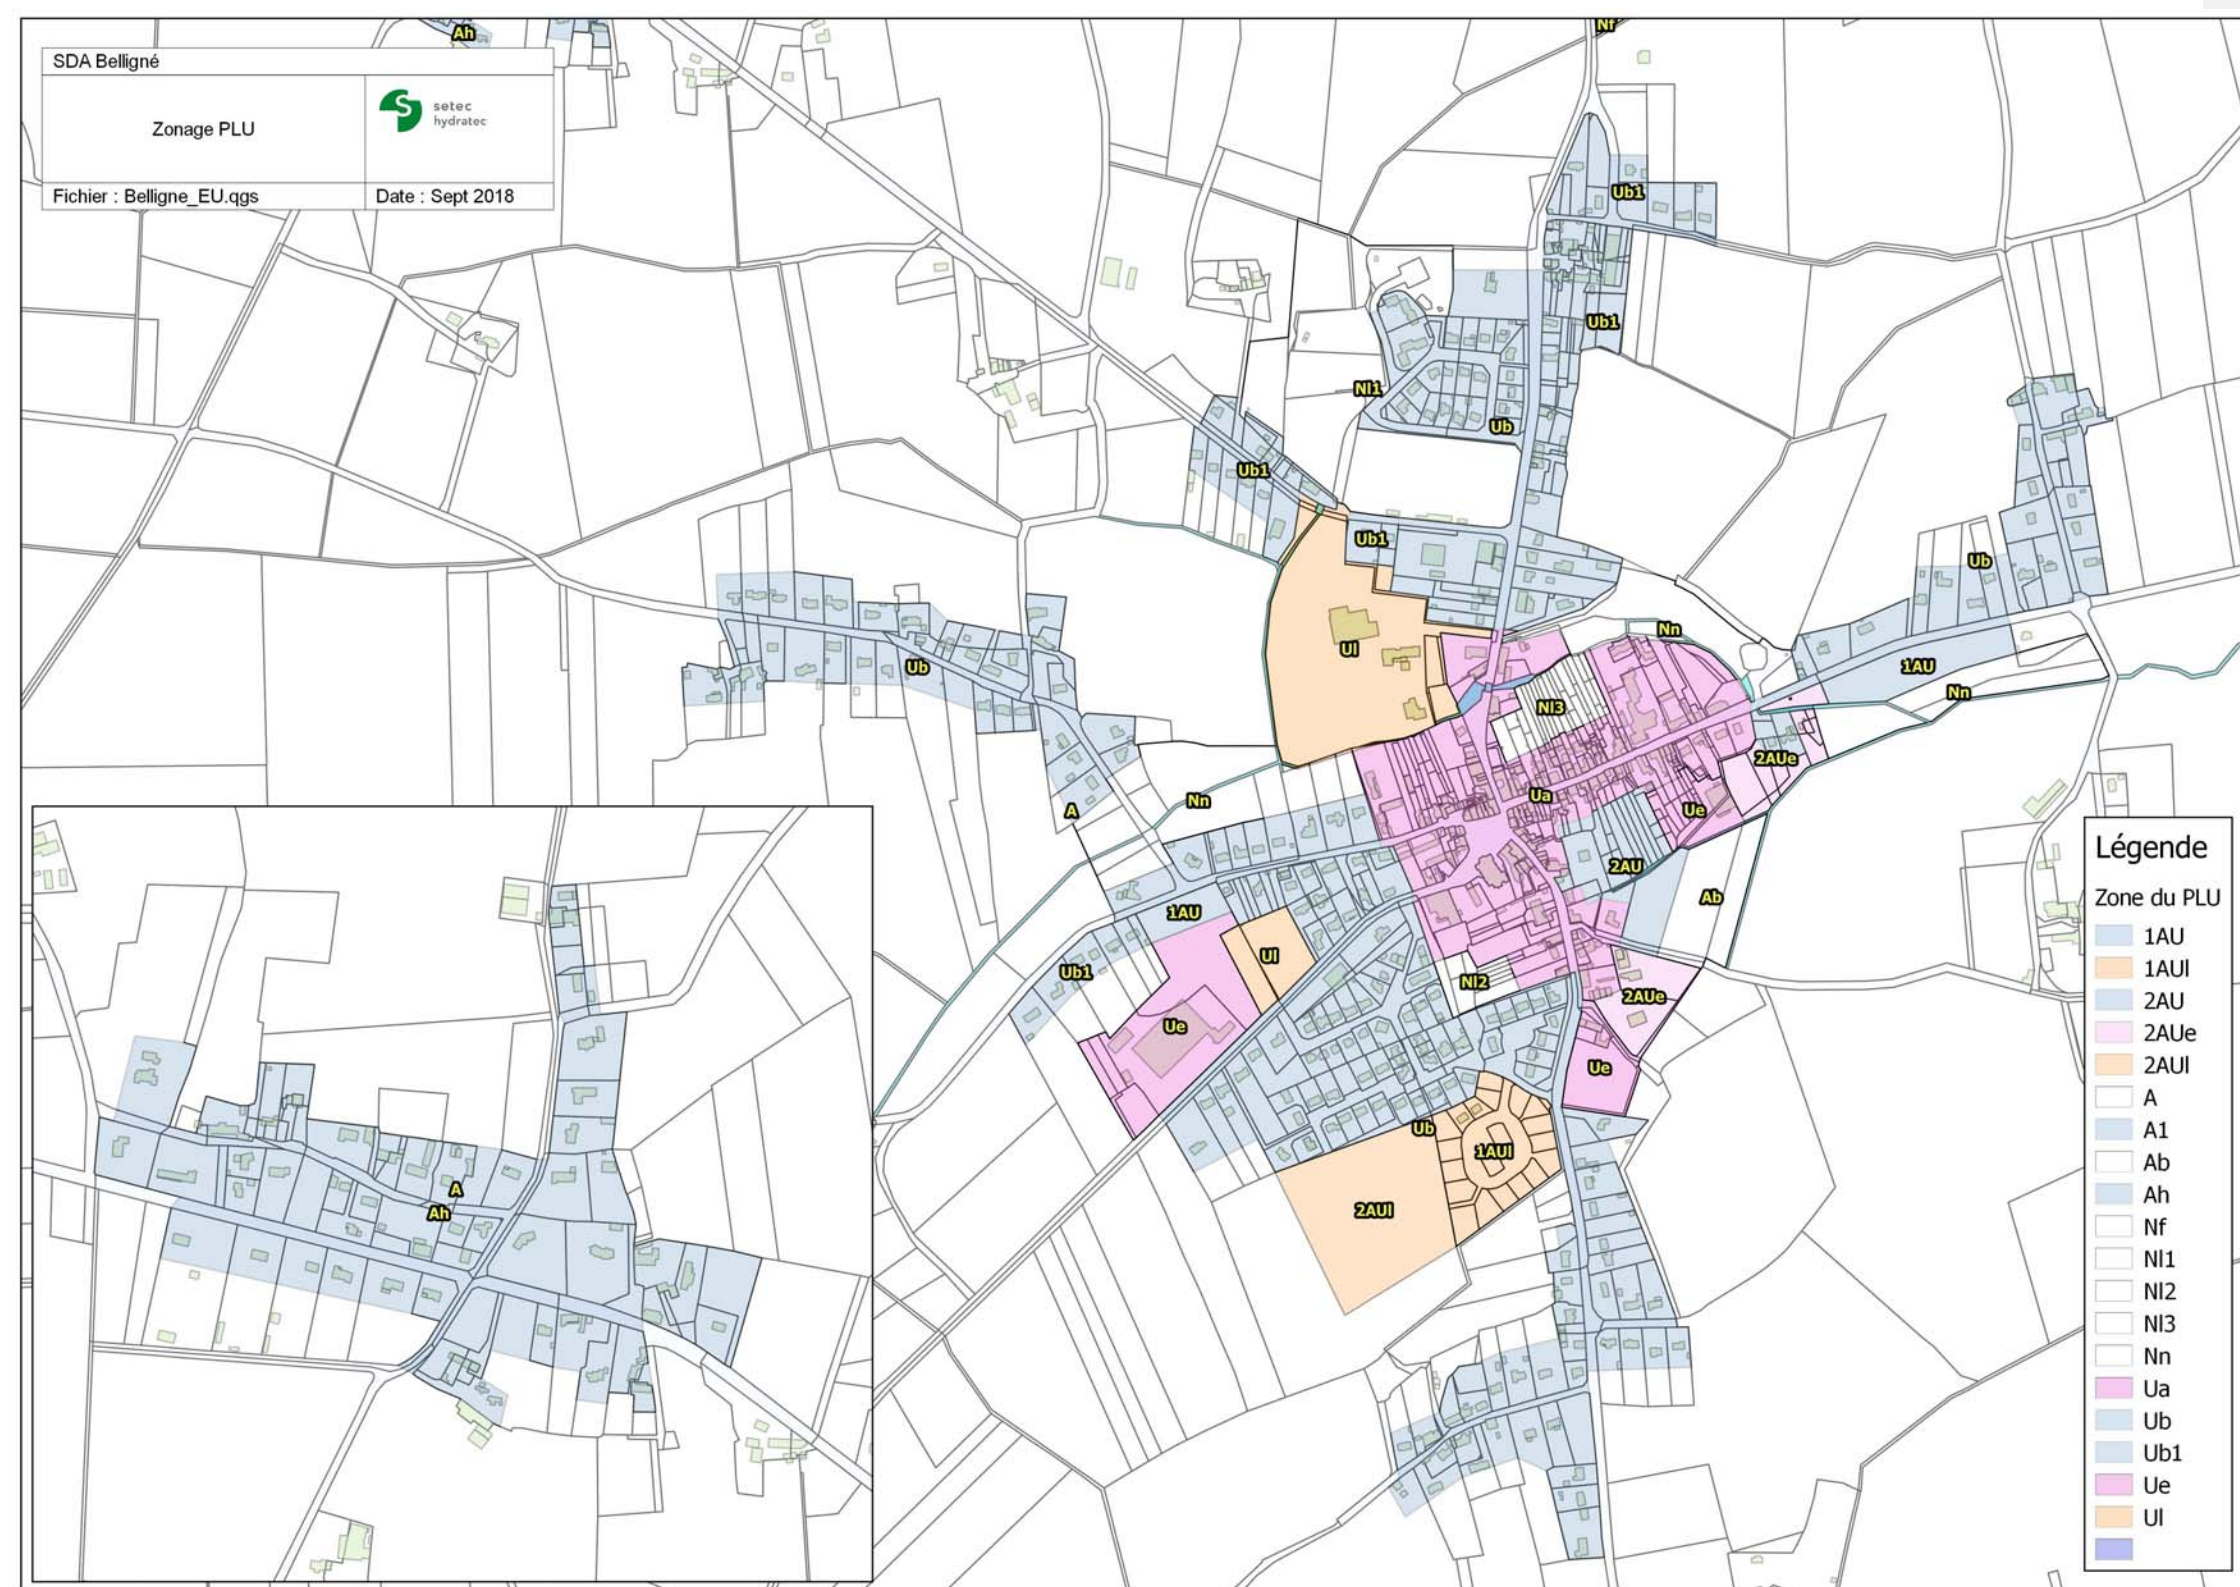 Ah
Nf
SDA Belligné
Zonage PLU
S
setec
hydratec
Fichier : Belligne_EU.qgs
Date : Sept 2018
Ub1
Ub1
Nl1
Ub
Ub1
Ub1
Ub
Nn
Ul
Ub
1AU
Nn
Nl3
2AUe
Nn
A
Ua
Ue
2AU
Ab
1AU
Ub1
Ul
Nl2
2AUe
Ue
Ue
Ub
1AUl
2AUl
A
Ah
Légende
Zone du PLU
1AU
1AUl
2AU
2AUe
2AUl
A
A1
Ab
Ah
Nf
Nl1
Nl2
Nl3
Nn
Ua
Ub
Ub1
Ue
Ul